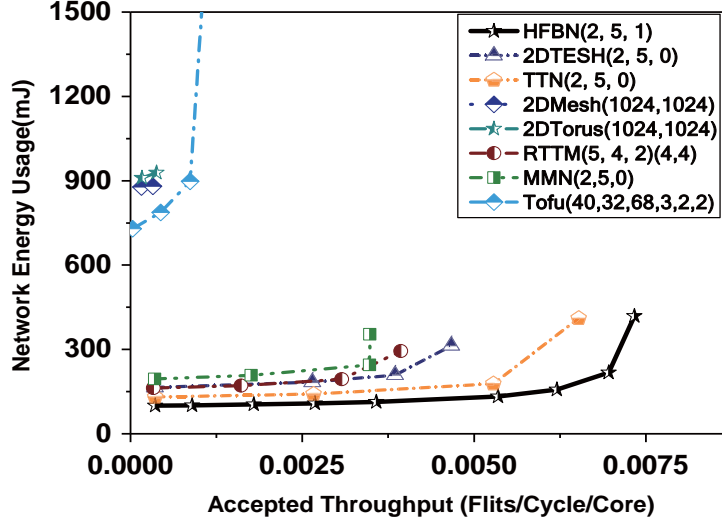 1500
1200
900
600
300
0
Network Energy Usage(mJ)
HFBN(2, 5, 1)
2DTESH(2, 5, 0)
TTN(2, 5, 0)
2DMesh(1024,1024)
2DTorus(1024,1024)
RTTM(5, 4, 2)(4,4)
MMN(2,5,0)
Tofu(40,32,68,3,2,2)
0.0000 0.0025 0.0050 0.0075
Accepted Throughput (Flits/Cycle/Core)